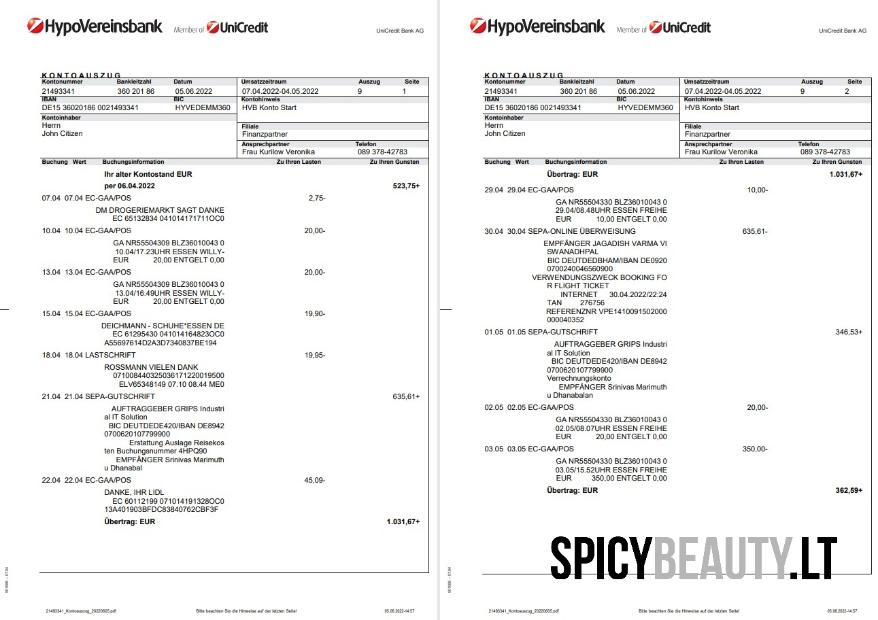 HypoVereinsbank Member of UniCredit UniCredit Bank AG
KONTOAUSZUG
Kontonummer Bankleitzahl Datum Umsatzzeitraum Auszug Seite
21493341 360 201 86 05.06.2022 07.04.2022-04.05.2022 9 1
IBAN BIC Kontohinweis
DE15 36020186 0021493341 HYVEDEMM360 HVB Konto Start
Kontoinhaber
Herrn Filiale
John Citizen Finanzpartner
Ansprechpartner Telefon
Frau Kurilow Veronika 089 378-42783
Buchung Wert Buchungsinformation Zu Ihren Lasten Zu Ihren Gunsten
Ihr alter Kontostand EUR
per 06.04.2022 523,75+
07.04 07.04 EC-GAA/POS 2,75-
DM DROGERIEMARKT SAGT DANKE
EC 65132834 041014171711OC0
10.04 10.04 EC-GAA/POS 20,00-
GA NR55504309 BLZ36010043 0
10.04/17.23UHR ESSEN WILLY-
EUR 20,00 ENTGELT 0,00
13.04 13.04 EC-GAA/POS 20,00-
GA NR55504309 BLZ36010043 0
13.04/16.49UHR ESSEN WILLY-
EUR 20,00 ENTGELT 0,00
15.04 15.04 EC-GAA/POS 19,90-
DEICHMANN - SCHUHE*ESSEN DE
EC 61295430 041014164823OC0
A55697614D2A3D7340837BE194
18.04 18.04 LASTSCHRIFT 19,95-
ROSSMANN VIELEN DANK
07100844032503617122001950​0
ELV65348149 07.10 08.44 ME0
21.04 21.04 SEPA-GUTSCHRIFT 635,61+
AUFTRAGGEBER GRIPS Industri
al IT Solution
BIC DEUTDEDE420/IBAN DE8942
0700620107799900
Erstattung Auslage Reisekos
ten Buchungsnummer 4HPQ90
EMPFÄNGER Srinivas Marimuth
u Dhanabal
22.04 22.04 EC-GAA/POS 45,09-
DANKE, IHR LIDL
EC 60112199 071014191328OC0
13A401903BFDC83840762CBF3F
Übertrag: EUR 1.031,67+
21493341_Kontoauszug_20220605.pdf Bitte beachten Sie die Hinweise auf der letzten Seite! 05.06.2022-14:57
HypoVereinsbank Member of UniCredit UniCredit Bank AG
KONTOAUSZUG
Kontonummer Bankleitzahl Datum Umsatzzeitraum Auszug Seite
21493341 360 201 86 05.06.2022 07.04.2022-04.05.2022 9 2
IBAN BIC Kontohinweis
DE15 36020186 0021493341 HYVEDEMM360 HVB Konto Start
Kontoinhaber
Herrn Filiale
John Citizen Finanzpartner
Ansprechpartner Telefon
Frau Kurilow Veronika 089 378-42783
Buchung Wert Buchungsinformation Zu Ihren Lasten Zu Ihren Gunsten
Übertrag: EUR 1.031,67+
29.04 29.04 EC-GAA/POS 10,00-
GA NR55504330 BLZ36010043 0
29.04/08.48UHR ESSEN FREIHE
EUR 10,00 ENTGELT 0,00
30.04 30.04 SEPA-ONLINE ÜBERWEISUNG 635,61-
EMPFÄNGER JAGADISH VARMA VI
SWANADHPAL
BIC DEUTDEDBHAM/IBAN DE0920
0700240046560900
VERWENDUNGSZWECK BOOKING FO
R FLIGHT TICKET
INTERNET 30.04.2022/22:24
TAN 276756
REFERENZNR VPE1410091502000
000040352
01.05 01.05 SEPA-GUTSCHRIFT 346,53+
AUFTRAGGEBER GRIPS Industri
al IT Solution
BIC DEUTDEDE420/IBAN DE8942
0700620107799900
Verrechnungskonto
EMPFÄNGER Srinivas Marimuth
u Dhanabalan
02.05 02.05 EC-GAA/POS 20,00-
GA NR55504330 BLZ36010043 0
02.05/08.07UHR ESSEN FREIHE
EUR 20,00 ENTGELT 0,00
03.05 03.05 EC-GAA/POS 350,00-
GA NR55504330 BLZ36010043 0
03.05/15.52UHR ESSEN FREIHE
EUR 350,00 ENTGELT 0,00
Übertrag: EUR 362,59+
SPICYBEAUTY.LT
21493341_Kontoauszug_20220605.pdf Bitte beachten Sie die Hinweise auf der letzten Seite! 05.06.2022-14:57